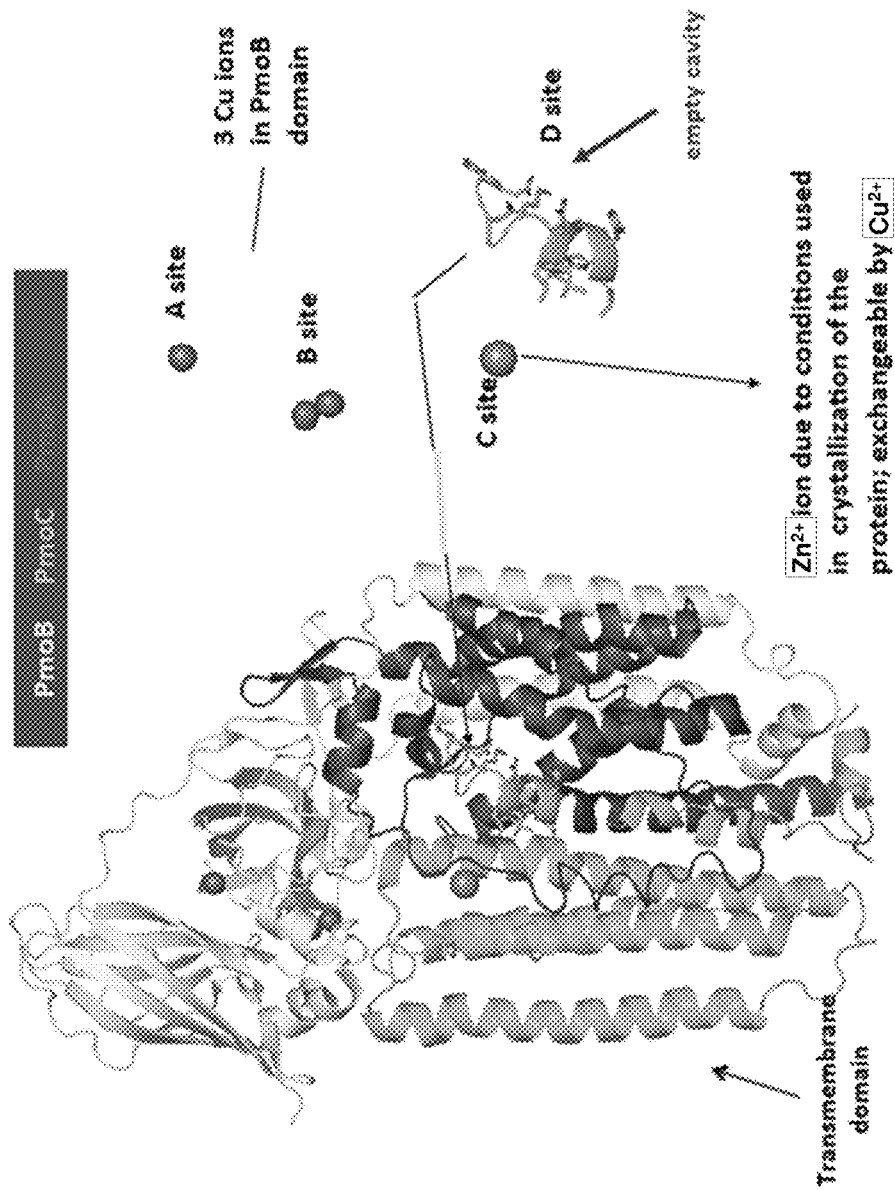 PmoB PmoC
A site
3 Cu ions
in PmoB
domain
B site
C site
D site
empty cavity
Zn²⁺ ion due to conditions used
in crystallization of the
protein; exchangeable by Cu²⁺
Transmembrane
domain